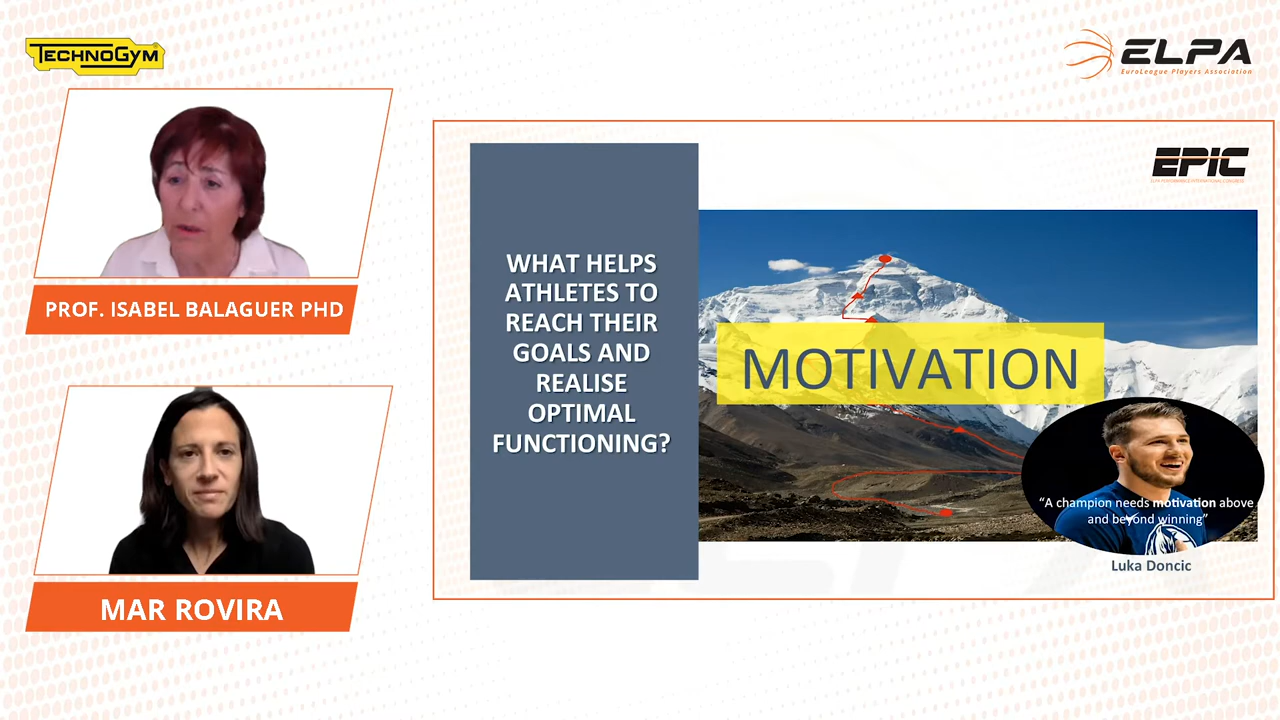 TECHNOGYM
ELPA
EuroLeague Players Association
PROF. ISABEL BALAGUER PHD
MAR ROVIRA
EPIC
WHAT HELPS
ATHLETES TO
REACH THEIR
GOALS AND
REALISE
OPTIMAL
FUNCTIONING?
MOTIVATION
“A champion needs motivation above
and beyond winning”
Luka Doncic